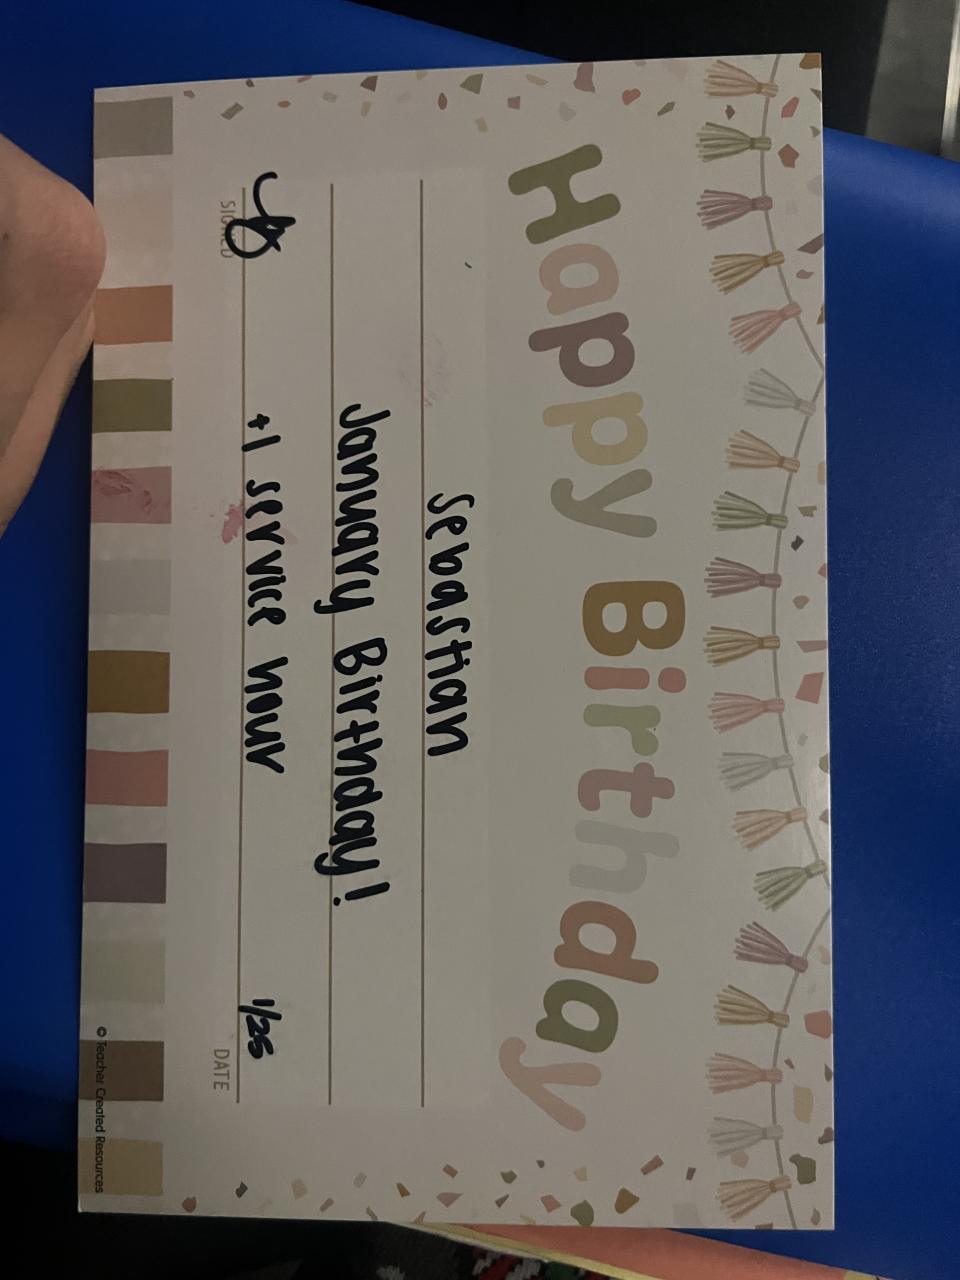 Happy Birthday
Sebastian
January Birthday!
+1 service hour
1/25
SIGNED
DATE
© Teacher Created Resources